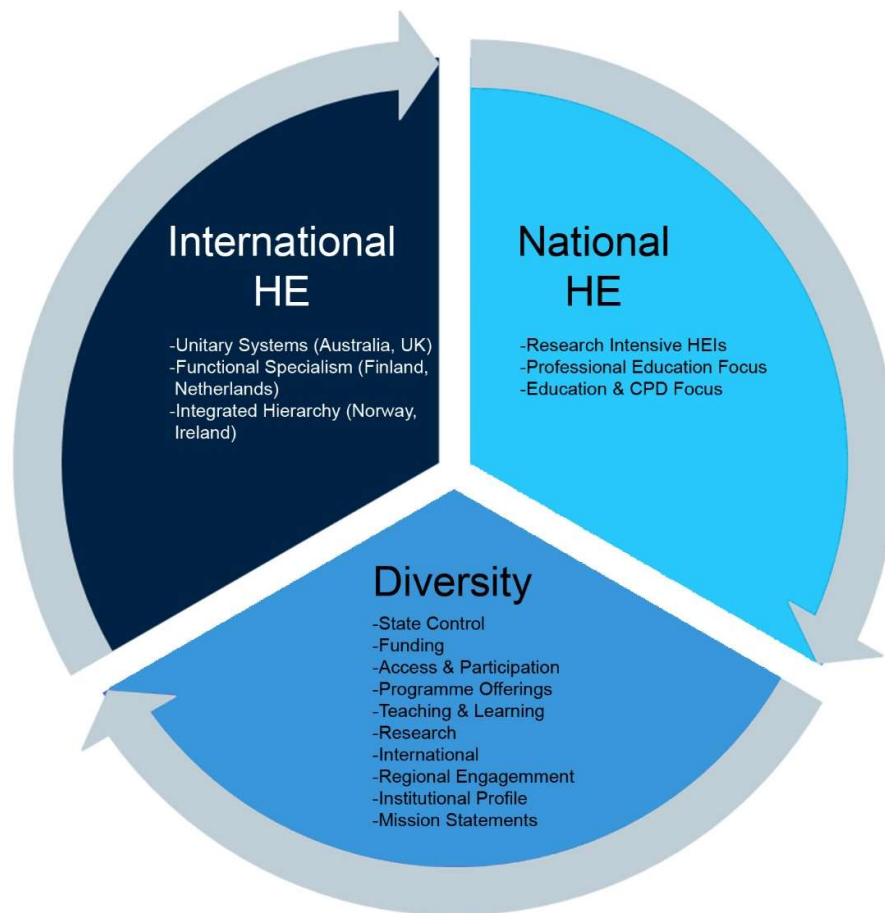 International
HE
-Unitary Systems (Australia, UK)
-Functional Specialism (Finland,
Netherlands)
-Integrated Hierarchy (Norway,
Ireland)
National
HE
-Research Intensive HEIs
-Professional Education Focus
-Education & CPD Focus
Diversity
-State Control
-Funding
-Access & Participation
-Programme Offerings
-Teaching & Learning
-Research
-International
-Regional Engagemment
-Institutional Profile
-Mission Statements